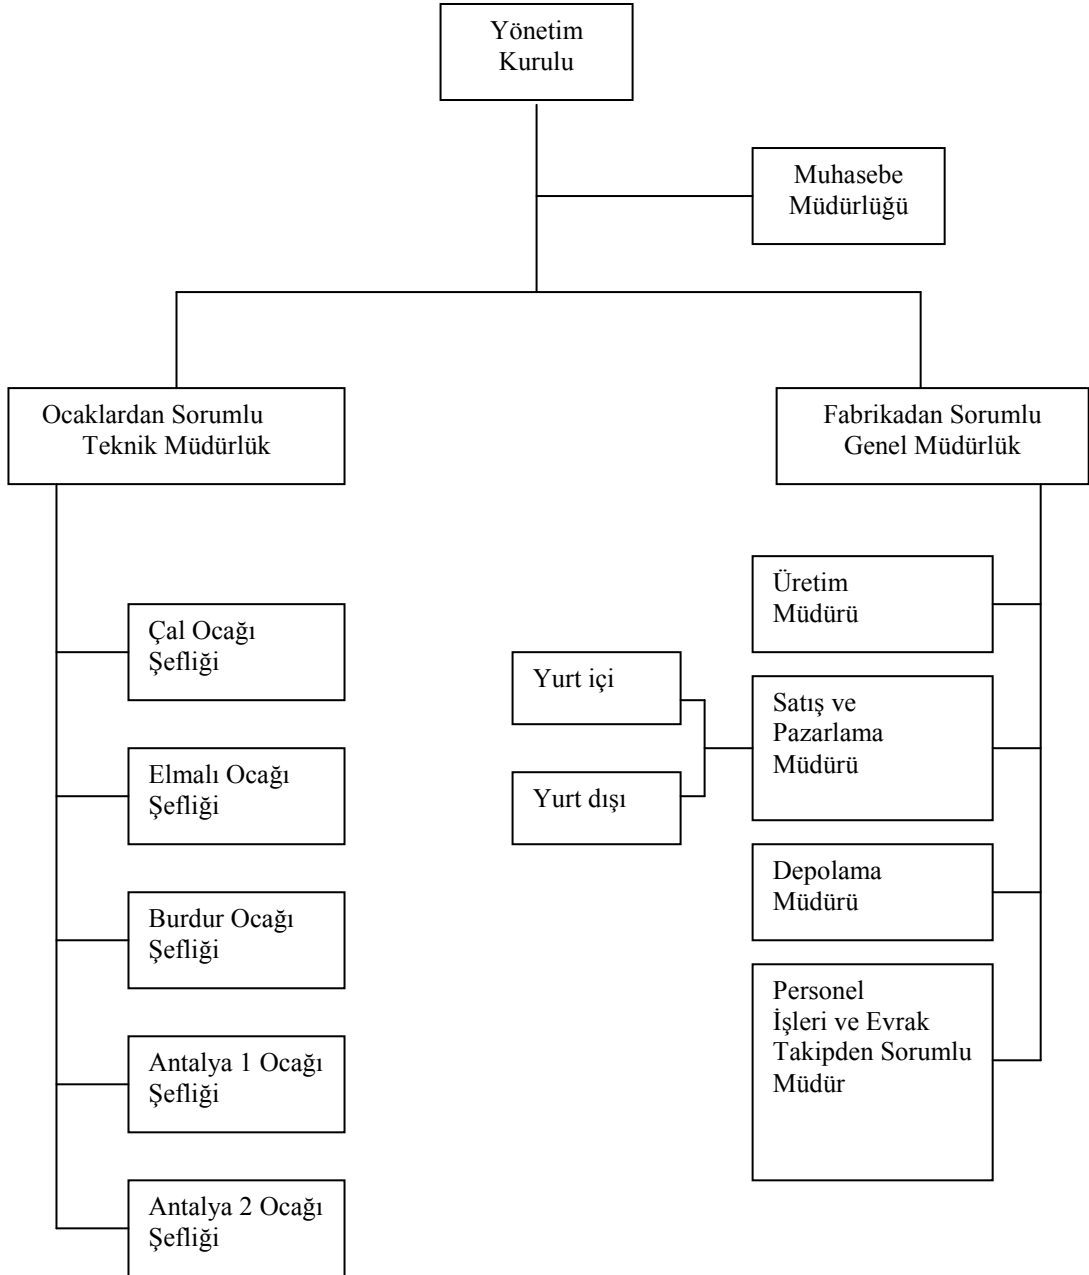 Yönetim
Kurulu
Muhasebe
Müdürlüğü
Ocaklardan Sorumlu
Teknik Müdürlük
Fabrikadan Sorumlu
Genel Müdürlük
Çal Ocağı
Şefliği
Elmalı Ocağı
Şefliği
Burdur Ocağı
Şefliği
Antalya 1 Ocağı
Şefliği
Antalya 2 Ocağı
Şefliği
Üretim
Müdürü
Satış ve
Pazarlama
Müdürü
Yurt içi
Yurt dışı
Depolama
Müdürü
Personel
İşleri ve Evrak
Takipden Sorumlu
Müdür